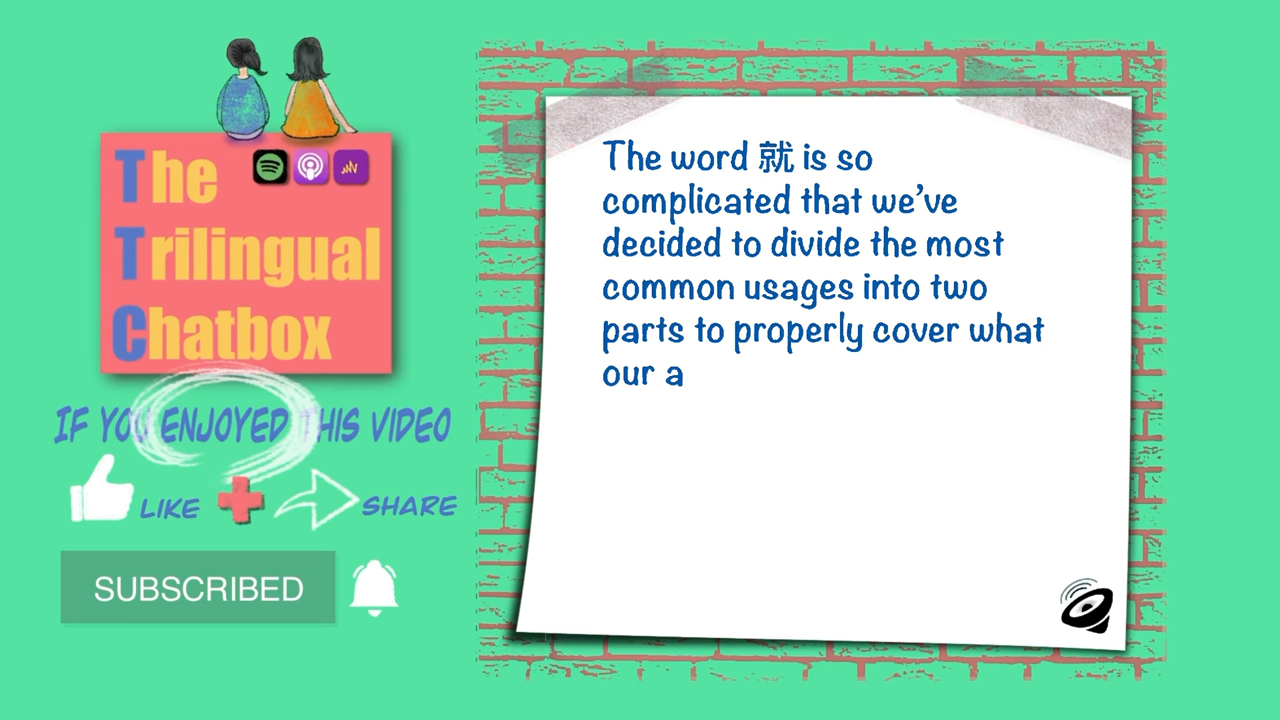 The
Trilingual
Chatbox
IF YOU ENJOYED THIS VIDEO
LIKE
SHARE
SUBSCRIBED
The word 就 is so
complicated that we've
decided to divide the most
common usages into two
parts to properly cover what
our a